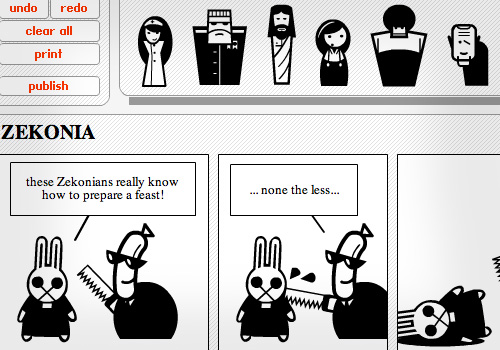 undo redo
clear all
print
publish
ZEKONIA
these Zekonians really know
how to prepare a feast!
... none the less...